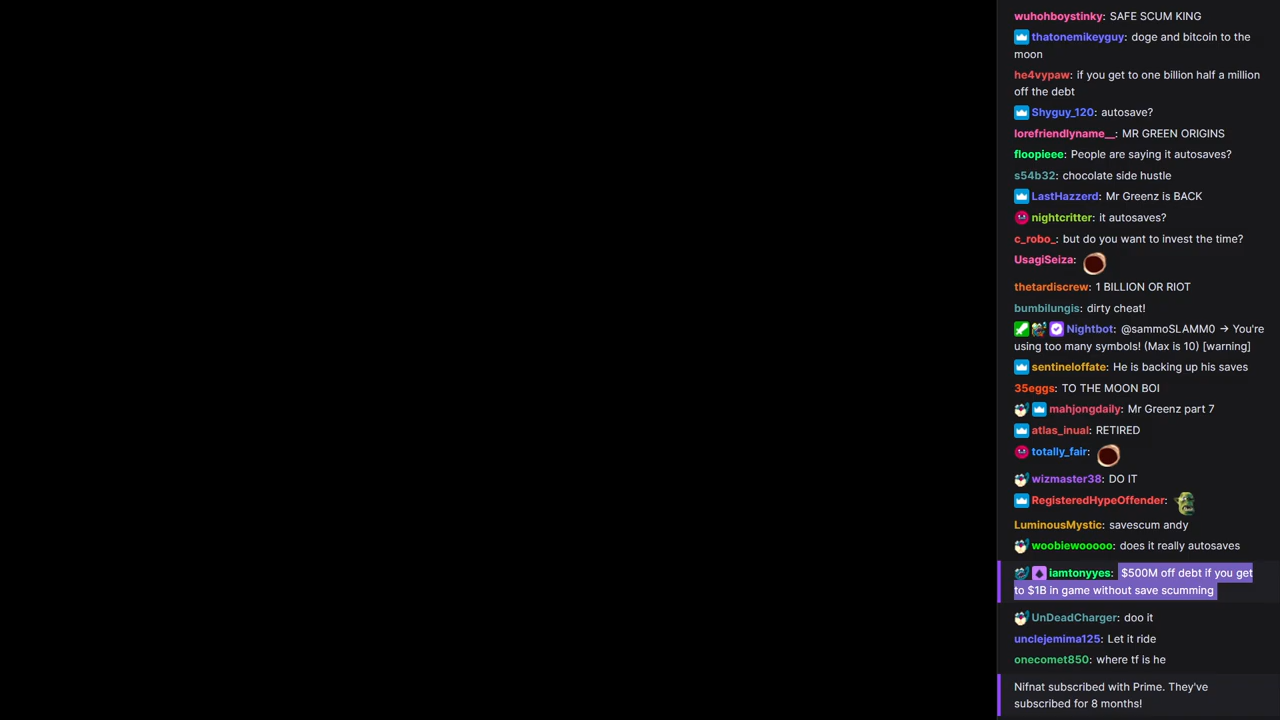 wuhohboystinky: SAFE SCUM KING
thatonemikeyguy: doge and bitcoin to the
moon
he4vypaw: if you get to one billion half a million
off the debt
Shyguy_120: autosave?
lorefriendlyname__: MR GREEN ORIGINS
floopieee: People are saying it autosaves?
s54b32: chocolate side hustle
LastHazzerd: Mr Greenz is BACK
nightcritter: it autosaves?
c_robo_: but do you want to invest the time?
UsagiSeiza:
thetardiscrew: 1 BILLION OR RIOT
bumbilungis: dirty cheat!
Nightbot: @sammoSLAMM0 → You're
using too many symbols! (Max is 10) [warning]
sentineloffate: He is backing up his saves
35eggs: TO THE MOON BOI
mahjongdaily: Mr Greenz part 7
atlas_inual: RETIRED
totally_fair:
wizmaster38: DO IT
RegisteredHypeOffender:
LuminousMystic: savescum andy
woobiewooooo: does it really autosaves
iamtonyyes: $500M off debt if you get
to $1B in game without save scumming
UnDeadCharger: doo it
unclejemima125: Let it ride
onecomet850: where tf is he
Nifnat subscribed with Prime. They've
subscribed for 8 months!